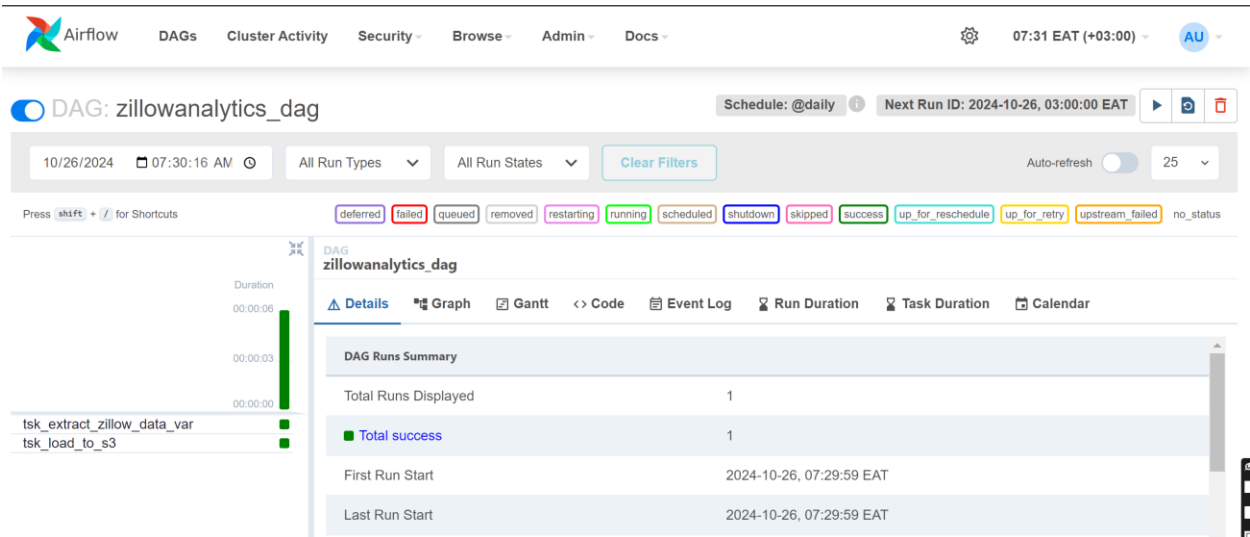 Airflow DAGs Cluster Activity Security Browse Admin Docs 07:31 EAT (+03:00) AU
DAG: zillowanalytics_dag Schedule: @daily Next Run ID: 2024-10-26, 03:00:00 EAT
10/26/2024 07:30:16 AM All Run Types All Run States Clear Filters Auto-refresh 25
Press shift + / for Shortcuts deferred failed queued removed restarting running scheduled shutdown skipped success up_for_reschedule up_for_retry upstream_failed no_status
DAG
zillowanalytics_dag
Duration
00:00:06
00:00:03
00:00:00
tsk_extract_zillow_data_var
tsk_load_to_s3
Details Graph Gantt <> Code Event Log Run Duration Task Duration Calendar
DAG Runs Summary
Total Runs Displayed 1
Total success 1
First Run Start 2024-10-26, 07:29:59 EAT
Last Run Start 2024-10-26, 07:29:59 EAT